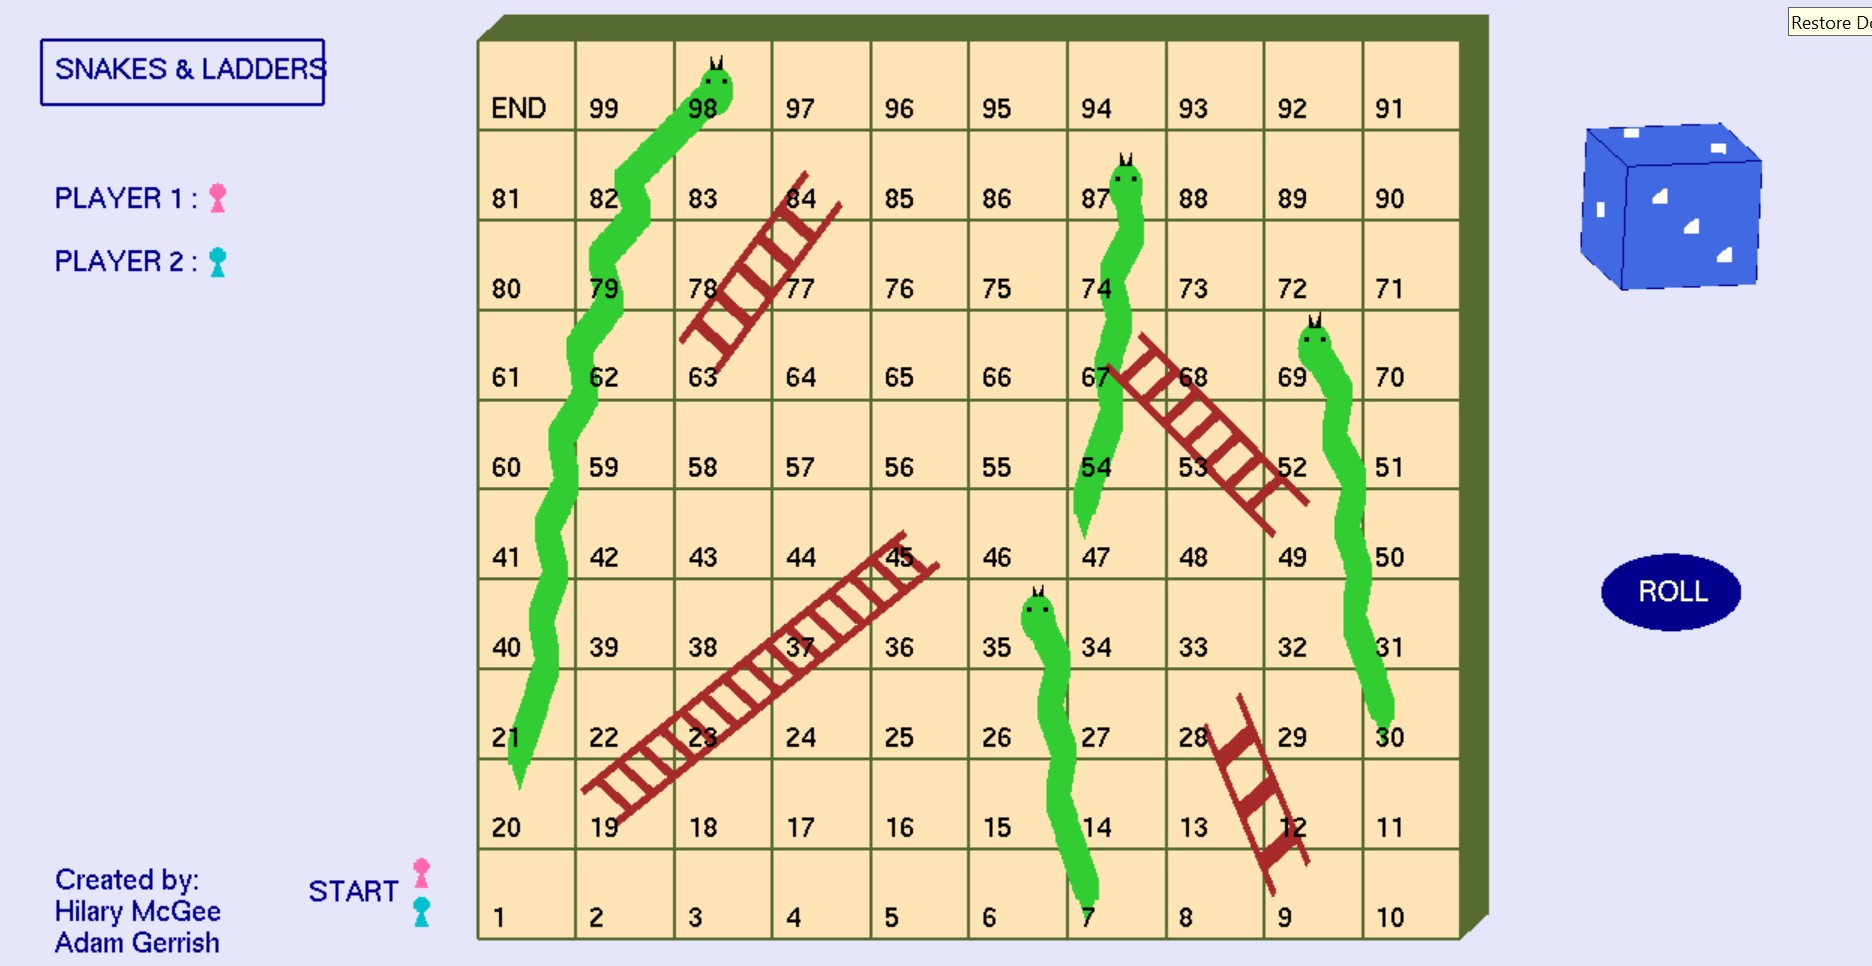 Restore D
SNAKES & LADDERS
PLAYER 1 :
PLAYER 2 :
END 99 98 97 96 95 94 93 92 91
81 82 83 84 85 86 87 88 89 90
80 79 78 77 76 75 74 73 72 71
61 62 63 64 65 66 67 68 69 70
60 59 58 57 56 55 54 53 52 51
41 42 43 44 45 46 47 48 49 50
ROLL
40 39 38 37 36 35 34 33 32 31
21 22 23 24 25 26 27 28 29 30
20 19 18 17 16 15 14 13 12 11
1 2 3 4 5 6 7 8 9 10
START
Created by:
Hilary McGee
Adam Gerrish